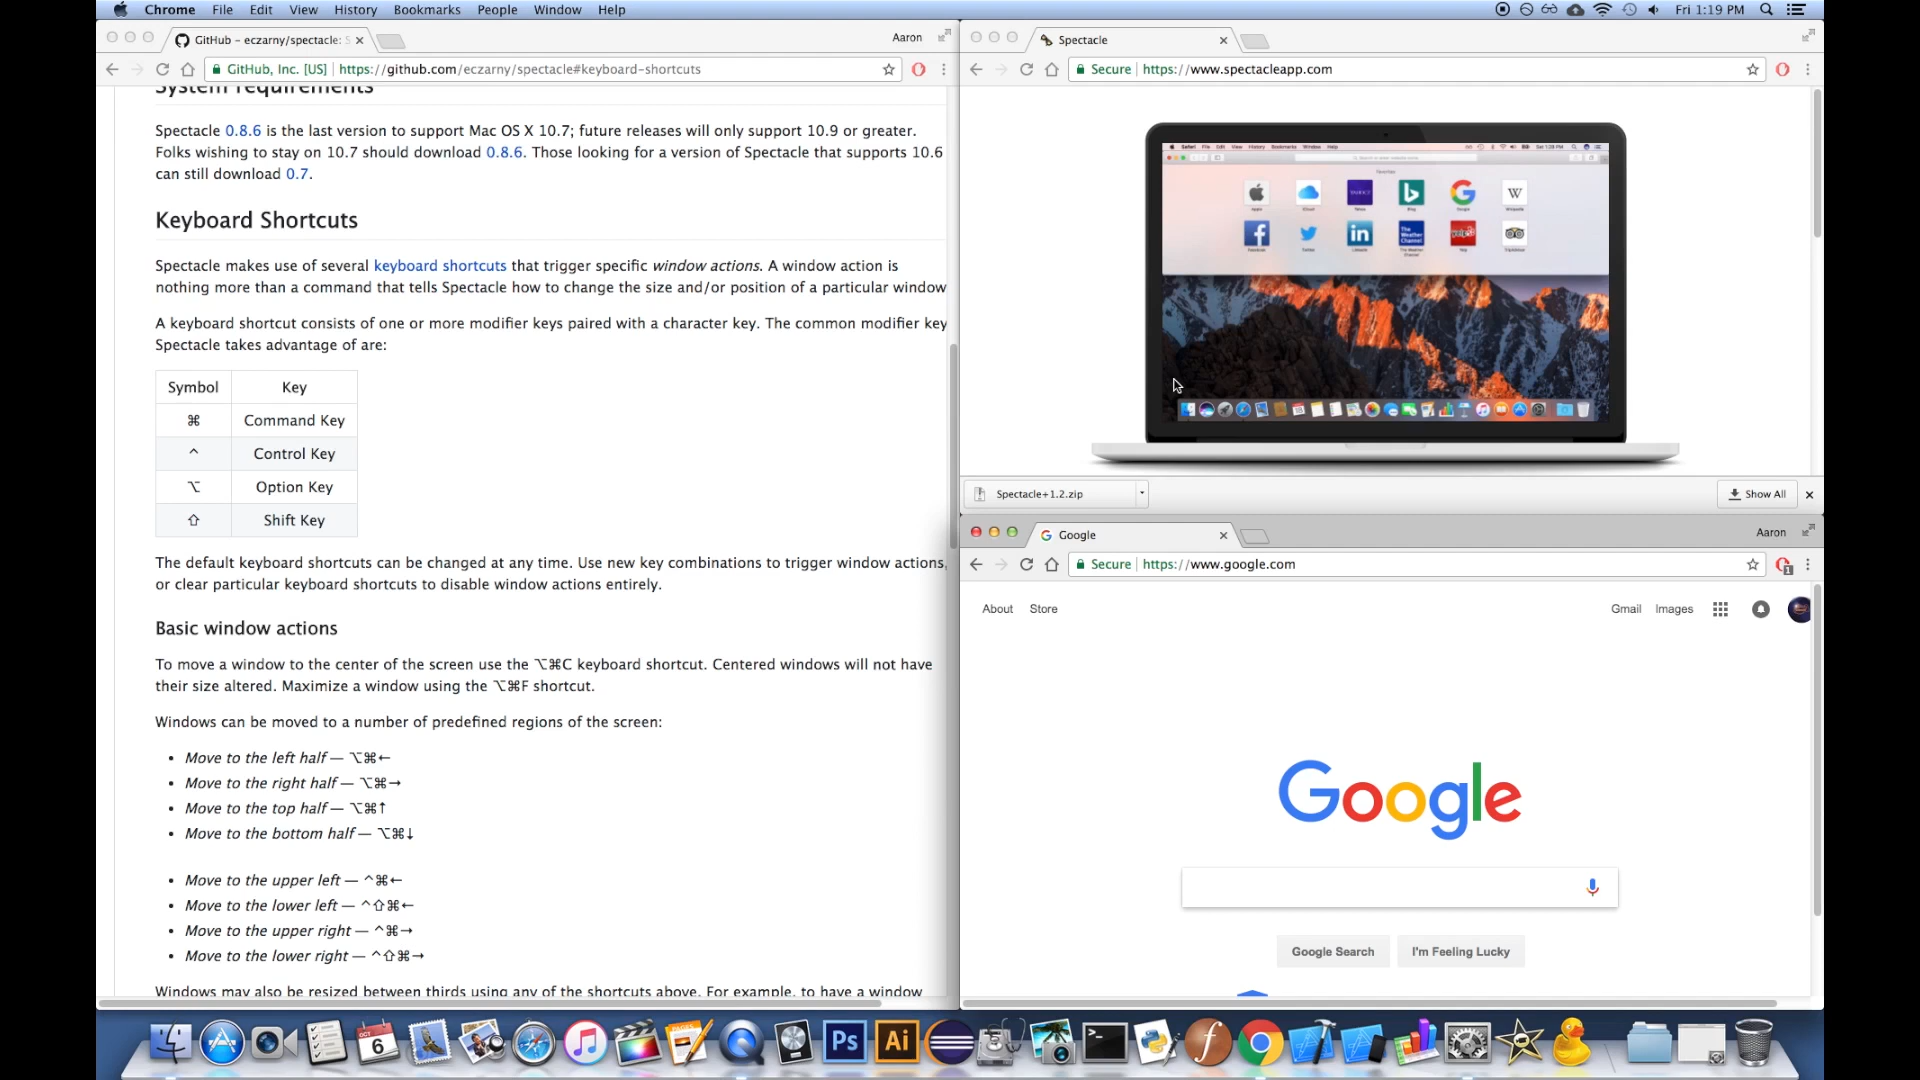 Chrome File Edit View History Bookmarks People Window Help Fri 1:19 PM
GitHub – eczarny/spectacle: S Aaron
GitHub, Inc. [US] | https://github.com/eczarny/spectacle#keyboard-shortcuts
System requirements
Spectacle 0.8.6 is the last version to support Mac OS X 10.7; future releases will only support 10.9 or greater.
Folks wishing to stay on 10.7 should download 0.8.6. Those looking for a version of Spectacle that supports 10.6
can still download 0.7.
Keyboard Shortcuts
Spectacle makes use of several keyboard shortcuts that trigger specific window actions. A window action is
nothing more than a command that tells Spectacle how to change the size and/or position of a particular window
A keyboard shortcut consists of one or more modifier keys paired with a character key. The common modifier key
Spectacle takes advantage of are:
Symbol Key
⌘ Command Key
^ Control Key
⌥ Option Key
⇧ Shift Key
The default keyboard shortcuts can be changed at any time. Use new key combinations to trigger window actions,
or clear particular keyboard shortcuts to disable window actions entirely.
Basic window actions
To move a window to the center of the screen use the ⌥⌘C keyboard shortcut. Centered windows will not have
their size altered. Maximize a window using the ⌥⌘F shortcut.
Windows can be moved to a number of predefined regions of the screen:
• Move to the left half — ⌥⌘←
• Move to the right half — ⌥⌘→
• Move to the top half — ⌥⌘↑
• Move to the bottom half — ⌥⌘↓
• Move to the upper left — ^⌘←
• Move to the lower left — ^⇧⌘←
• Move to the upper right — ^⌘→
• Move to the lower right — ^⇧⌘→
Windows may also be resized between thirds using any of the shortcuts above. For example, to have a window
Spectacle
Secure | https://www.spectacleapp.com
Spectacle+1.2.zip Show All
Google Aaron
Secure | https://www.google.com
About Store Gmail Images
Google
Google Search I'm Feeling Lucky
OCT
6
PAGES
Ps Ai